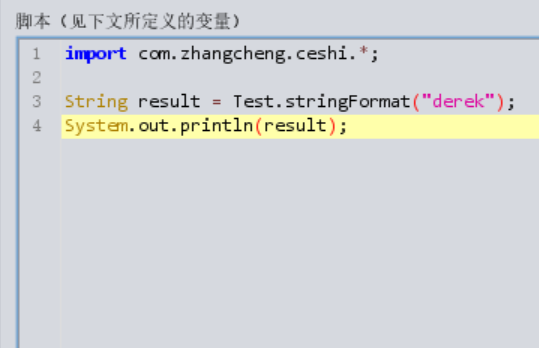 脚本（见下文所定义的变量）
1 import com.zhangcheng.ceshi.*;
2
3 String result = Test.stringFormat("derek");
4 System.out.println(result);